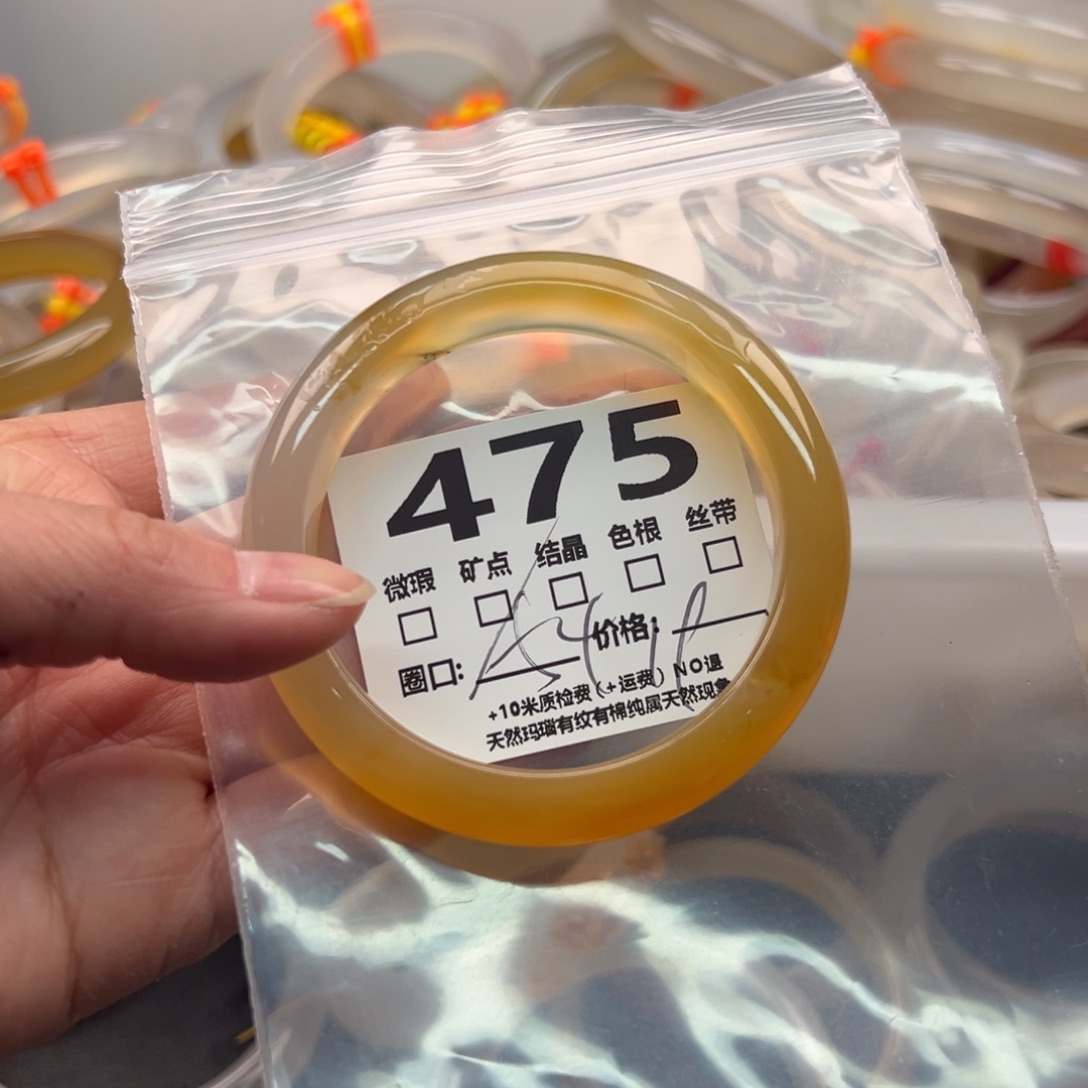 475
微瑕 矿点 结晶 色根 丝带
圈口: 价格:
+10米质检费(+运费) NO退
天然玛瑙有纹有棉纯属天然现象